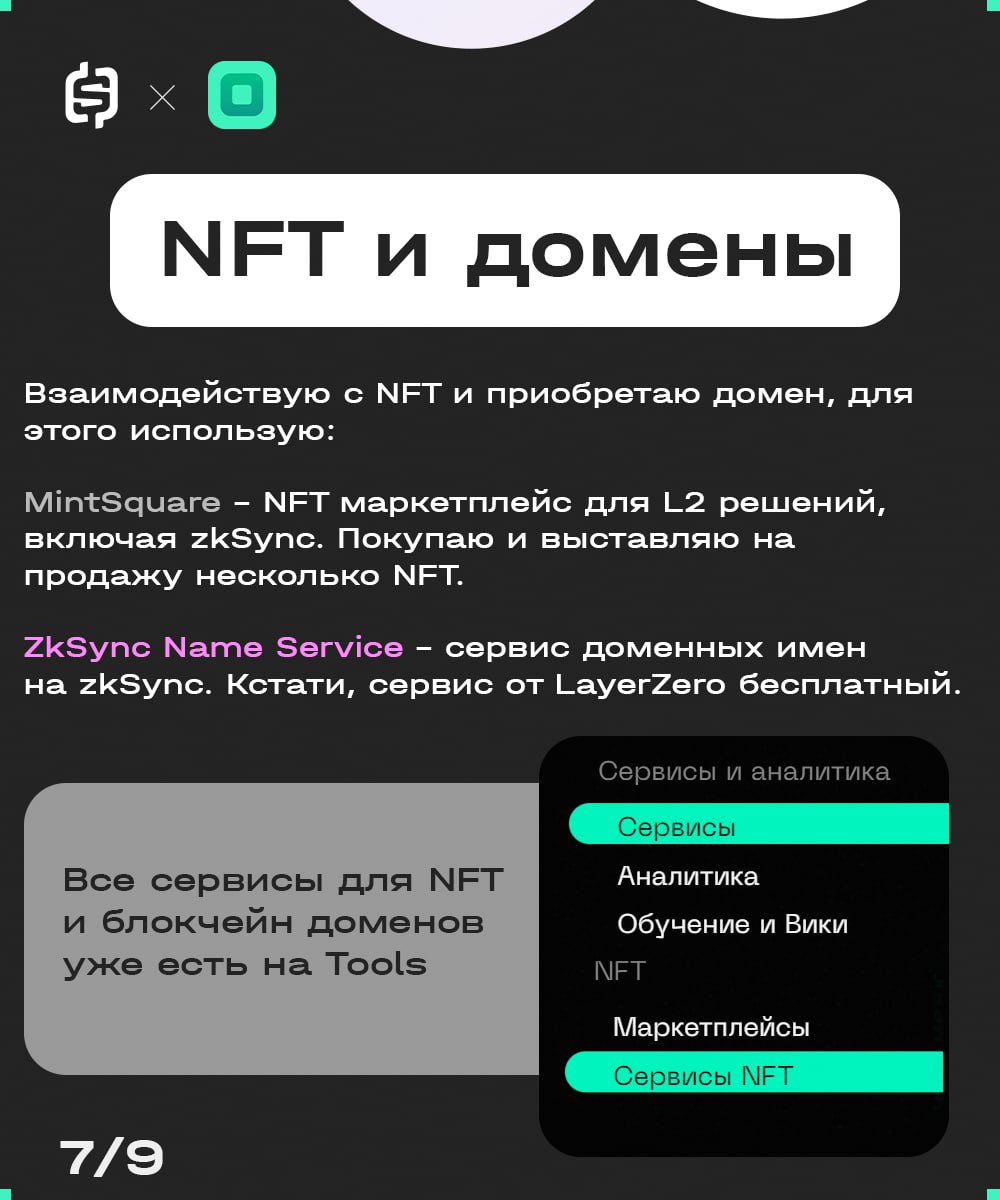 NFT и домены
Взаимодействую с NFT и приобретаю домен, для
этого использую:
MintSquare – NFT маркетплейс для L2 решений,
включая zkSync. Покупаю и выставляю на
продажу несколько NFT.
ZkSync Name Service – сервис доменных имен
на zkSync. Кстати, сервис от LayerZero бесплатный.
Все сервисы для NFT
и блокчейн доменов
уже есть на Tools
Сервисы и аналитика
Сервисы
Аналитика
Обучение и Вики
NFT
Маркетплейсы
Сервисы NFT
7/9